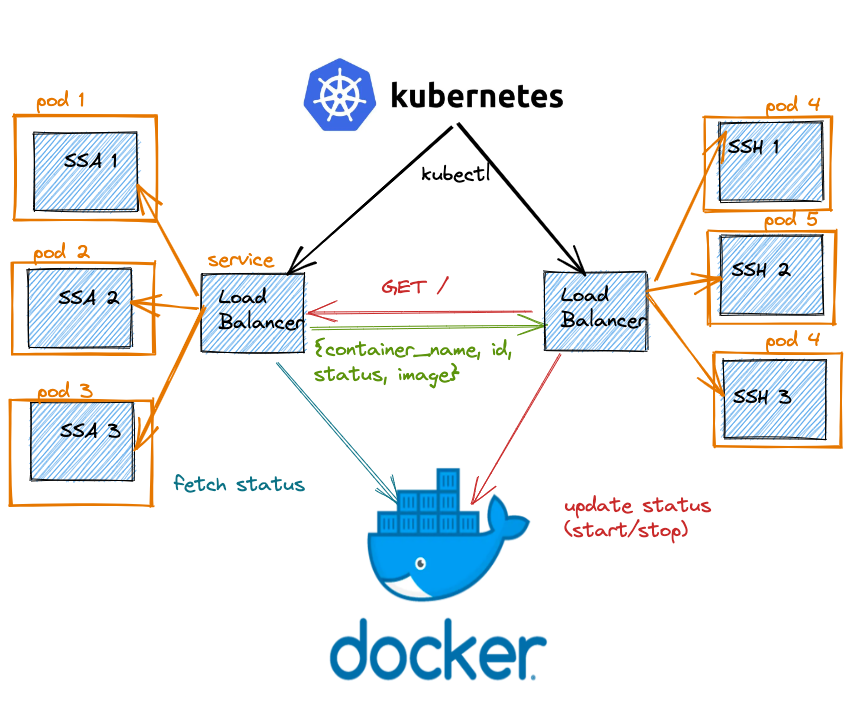 kubernetes
pod 1
SSA 1
pod 4
SSH 1
kubectl
pod 2
SSA 2
service
Load
Balancer
GET /
{container_name, id,
status, image}
Load
Balancer
pod 5
SSH 2
pod 3
SSA 3
pod 4
SSH 3
fetch status
update status
(start/stop)
docker